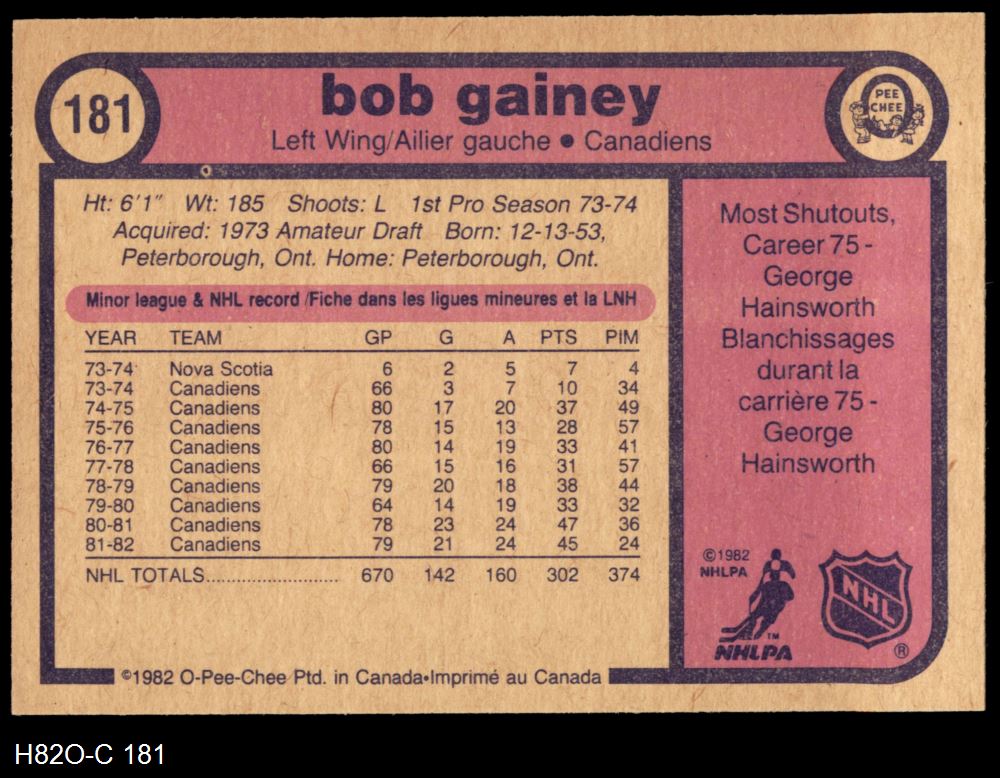 181
bob gainey
Left Wing/Ailier gauche • Canadiens
O
PEE
CHEE
Ht: 6'1" Wt: 185 Shoots: L 1st Pro Season 73-74
Acquired: 1973 Amateur Draft Born: 12-13-53,
Peterborough, Ont. Home: Peterborough, Ont.
Minor league & NHL record /Fiche dans les ligues mineures et la LNH
YEAR TEAM GP G A PTS PIM
73-74 Nova Scotia 6 2 5 7 4
73-74 Canadiens 66 3 7 10 34
74-75 Canadiens 80 17 20 37 49
75-76 Canadiens 78 15 13 28 57
76-77 Canadiens 80 14 19 33 41
77-78 Canadiens 66 15 16 31 57
78-79 Canadiens 79 20 18 38 44
79-80 Canadiens 64 14 19 33 32
80-81 Canadiens 78 23 24 47 36
81-82 Canadiens 79 21 24 45 24
NHL TOTALS........................ 670 142 160 302 374
Most Shutouts,
Career 75 -
George
Hainsworth
Blanchissages
durant la
carrière 75 -
George
Hainsworth
©1982
NHLPA
TM
NHLPA
NHL
®
©1982 O-Pee-Chee Ptd. in Canada•Imprimé au Canada
H82O-C 181